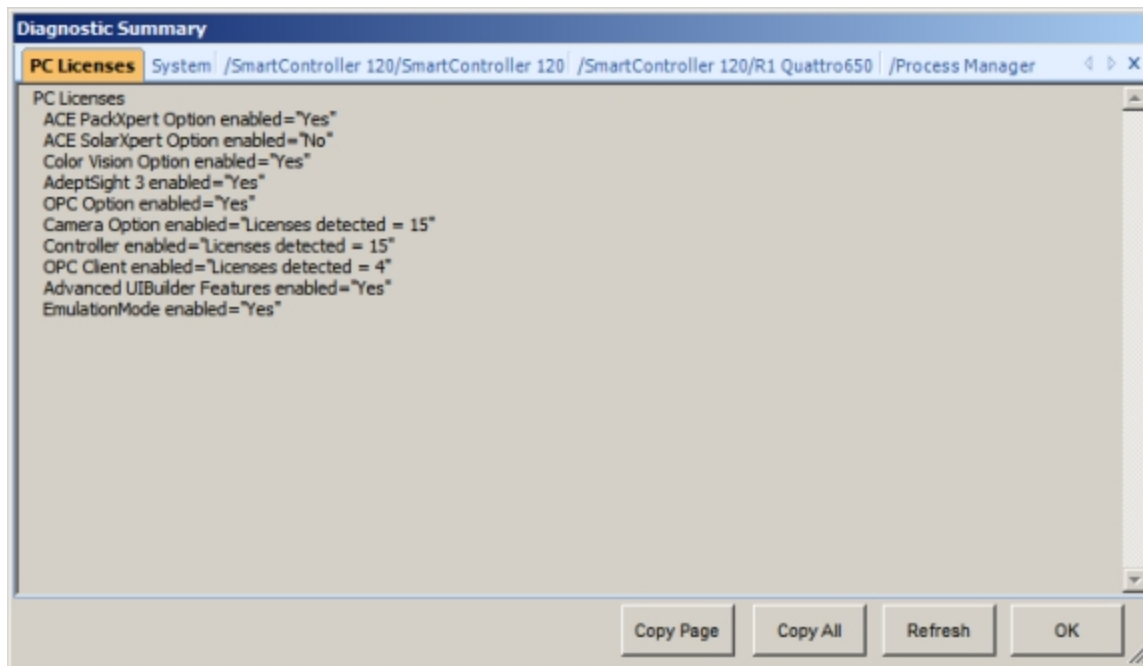 Diagnostic Summary
PC Licenses System /SmartController 120/SmartController 120 /SmartController 120/R1 Quattro650 /Process Manager
PC Licenses
ACE PackXpert Option enabled="Yes"
ACE SolarXpert Option enabled="No"
Color Vision Option enabled="Yes"
AdeptSight 3 enabled="Yes"
OPC Option enabled="Yes"
Camera Option enabled="Licenses detected = 15"
Controller enabled="Licenses detected = 15"
OPC Client enabled="Licenses detected = 4"
Advanced UIBuilder Features enabled="Yes"
EmulationMode enabled="Yes"
Copy Page Copy All Refresh OK